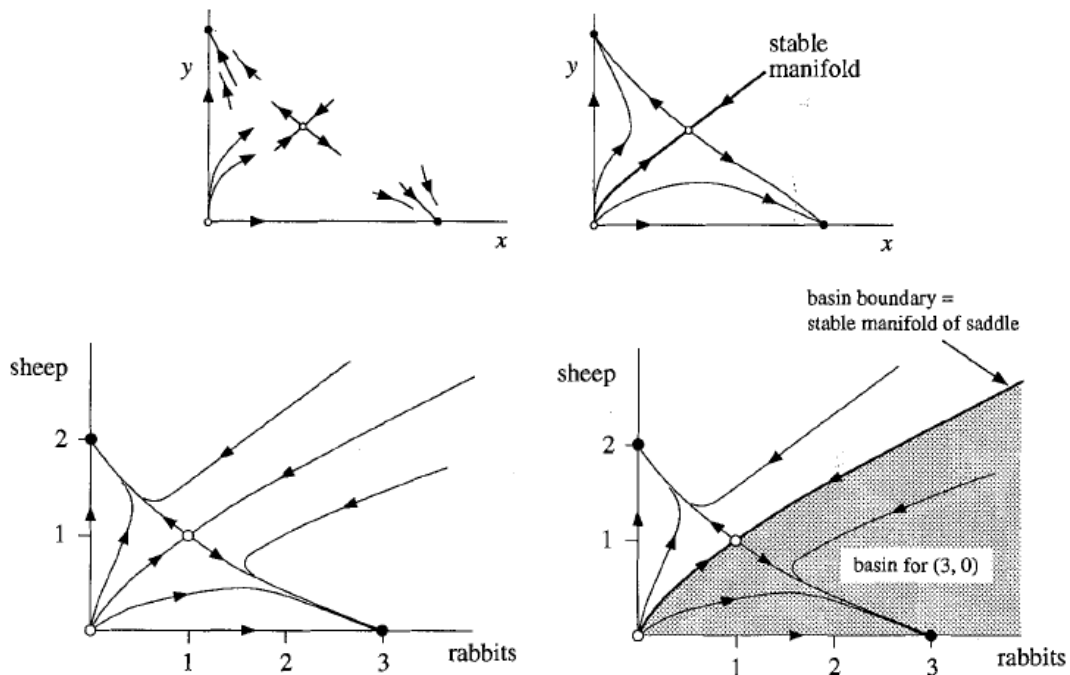 y
x
y
stable
manifold
x
sheep
2
1
1
2
3
rabbits
basin boundary =
stable manifold of saddle
sheep
2
1
basin for (3, 0)
1
2
3
rabbits